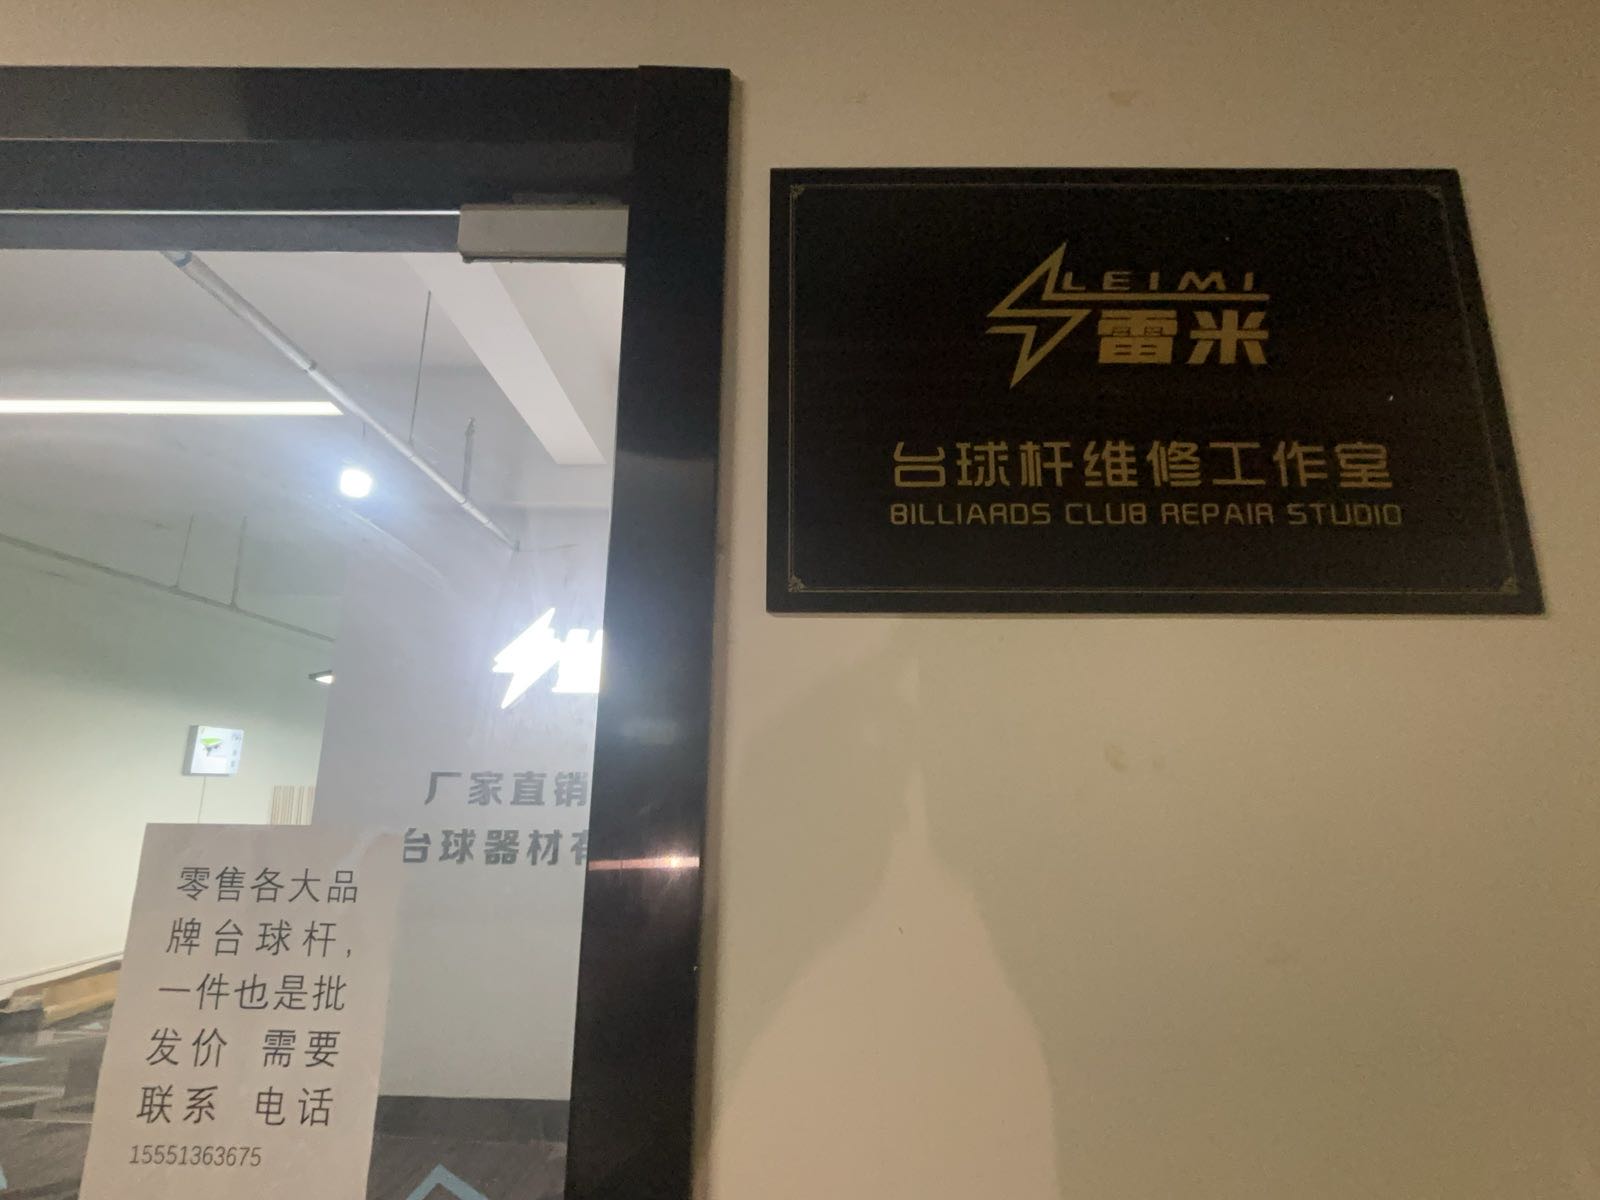 LEIMI
雷米
台球杆维修工作室
BILLIARDS CLUB REPAIR STUDIO
厂家直销
台球器材有
零售各大品
牌台球杆,
一件也是批
发价 需要
联系 电话
15551363675